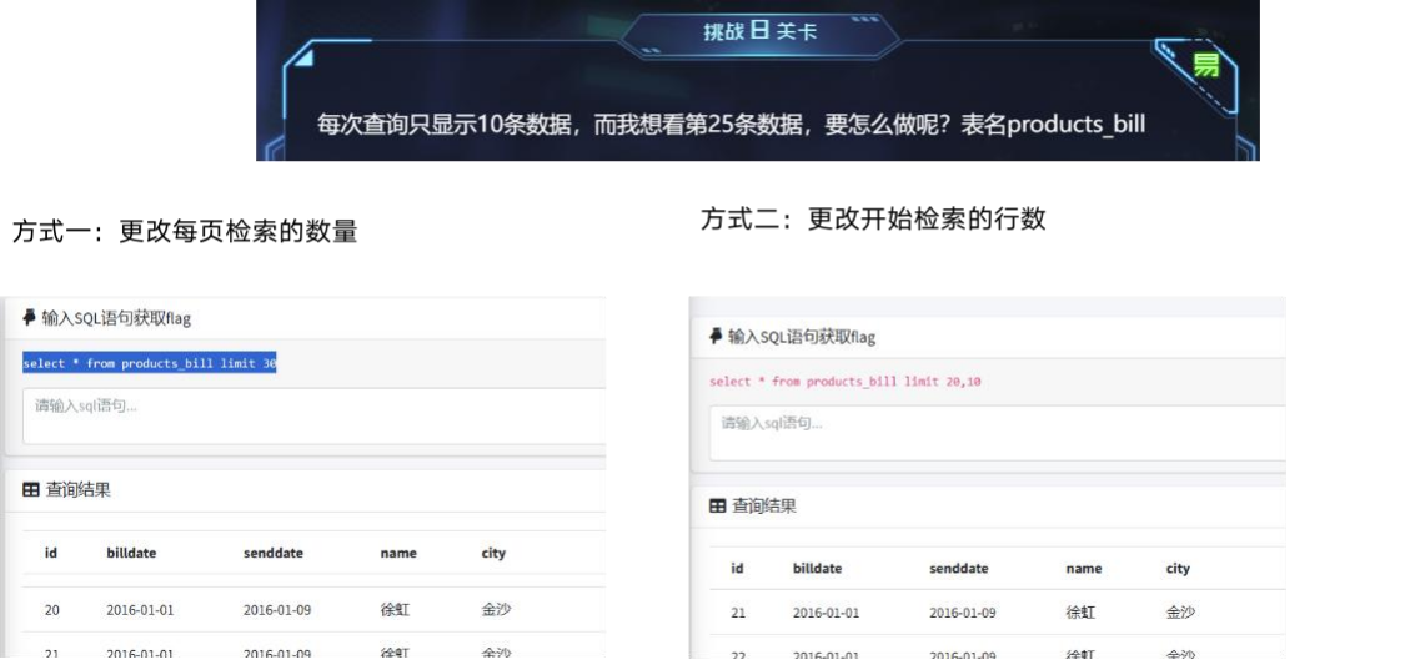 挑战日关卡
易
每次查询只显示10条数据，而我想看第25条数据，要怎么做呢？表名products_bill
方式一：更改每页检索的数量
方式二：更改开始检索的行数
输入SQL语句获取flag
select * from products_bill limit 30
请输入sql语句...
查询结果
id billdate senddate name city
20 2016-01-01 2016-01-09 徐虹 金沙
21 2016-01-01 2016-01-09 徐虹 金沙
输入SQL语句获取flag
select * from products_bill limit 20,10
请输入sql语句...
查询结果
id billdate senddate name city
21 2016-01-01 2016-01-09 徐虹 金沙
22 2016-01-01 2016-01-09 徐虹 金沙